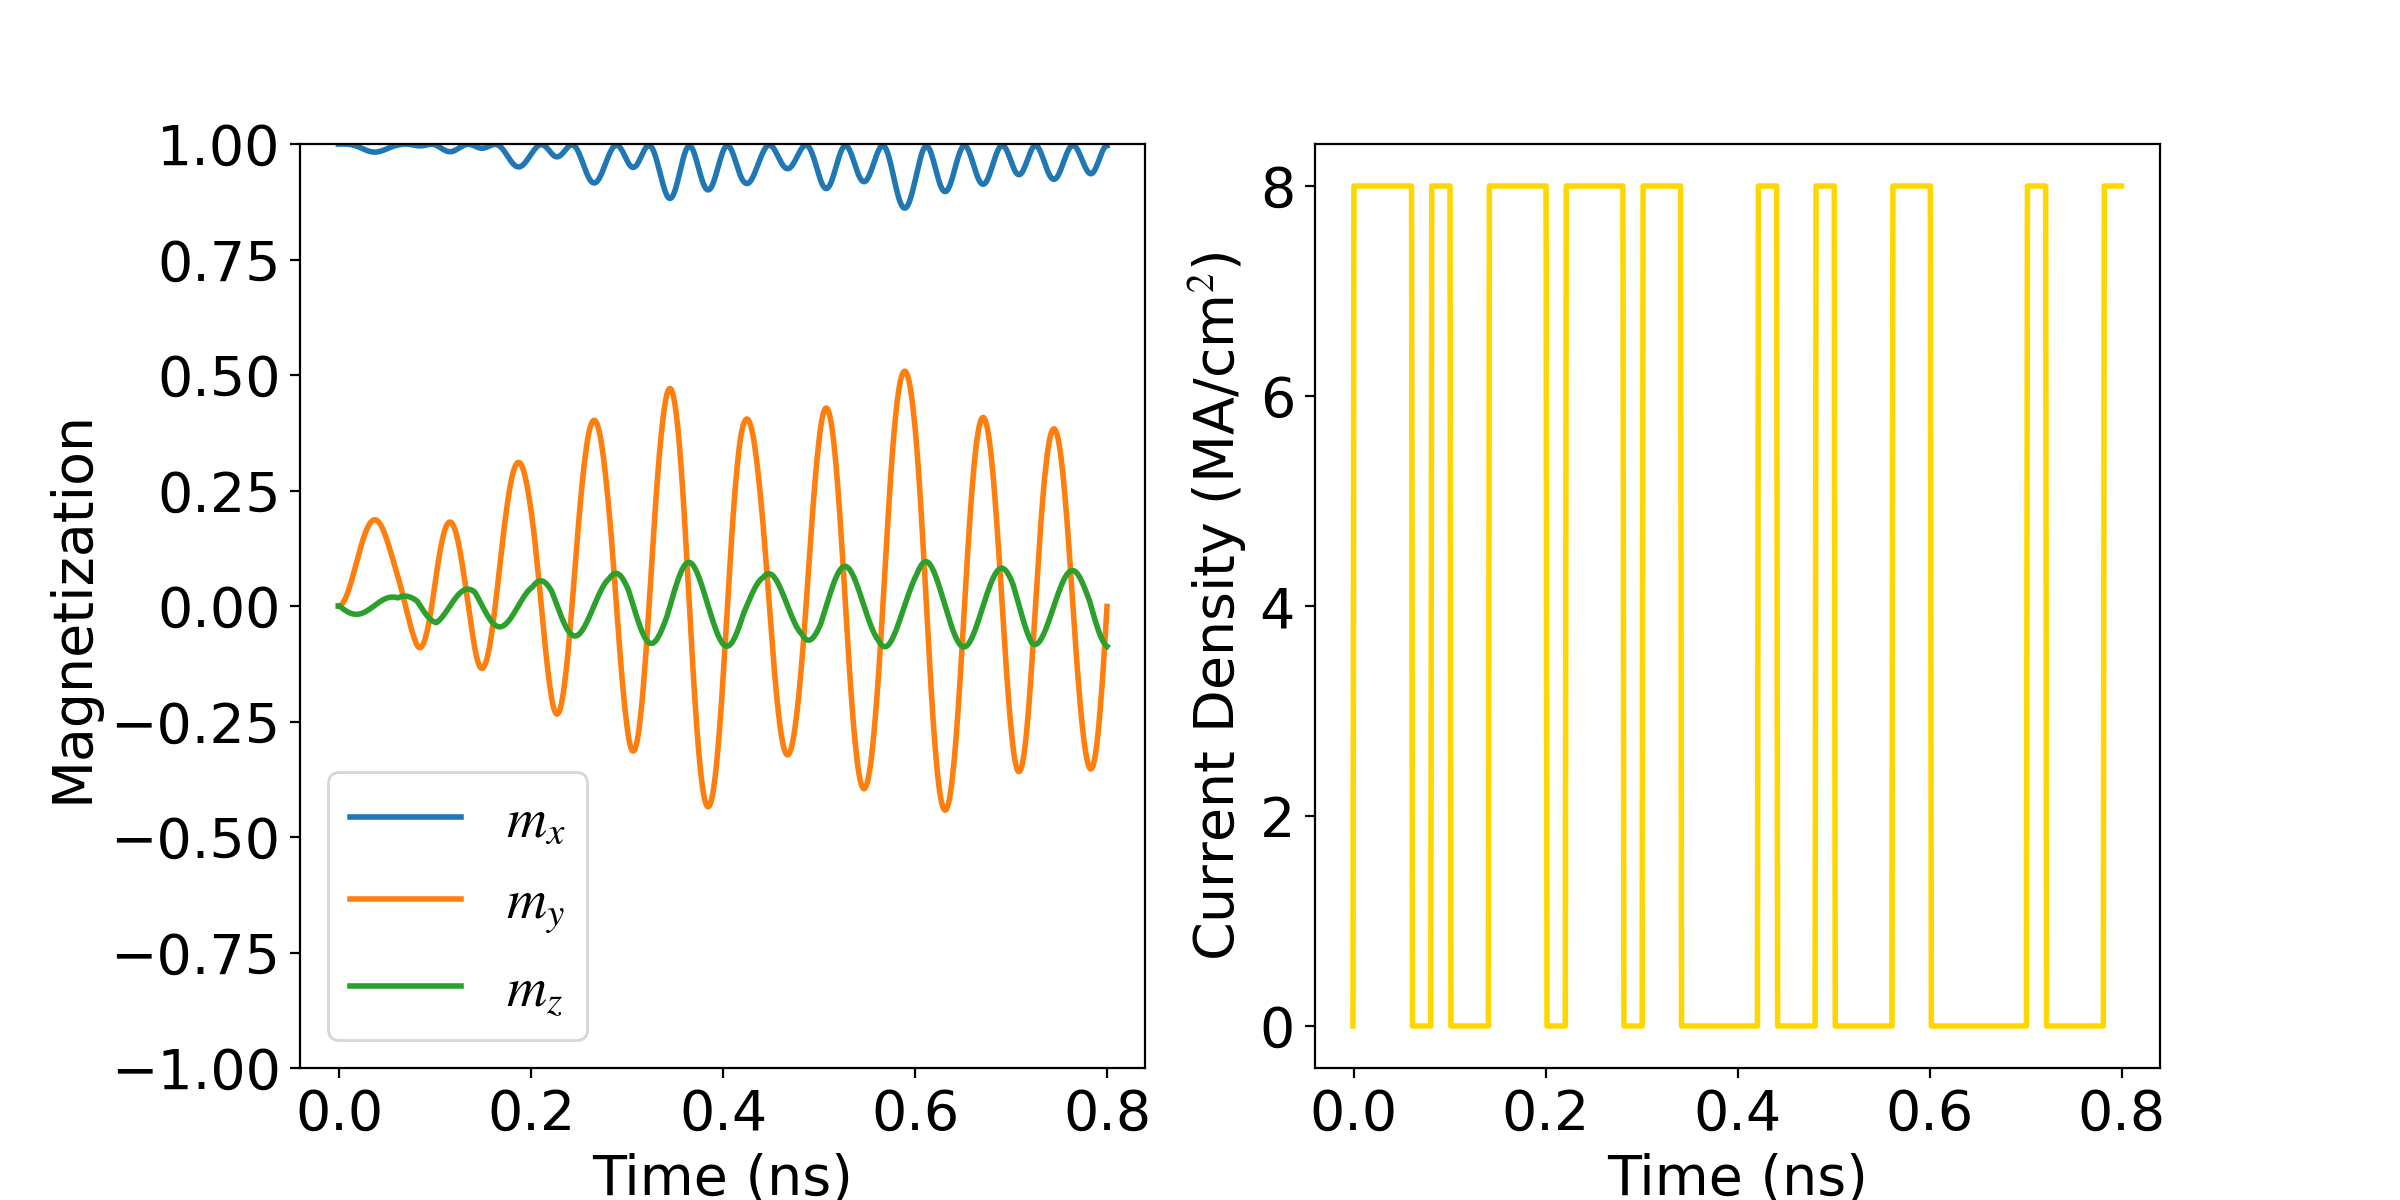 Magnetization
1.00
0.75
0.50
0.25
0.00
−0.25
−0.50
−0.75
−1.00
m_x
m_y
m_z
0.0 0.2 0.4 0.6 0.8
Time (ns)
Current Density (MA/cm²)
8
6
4
2
0
0.0 0.2 0.4 0.6 0.8
Time (ns)